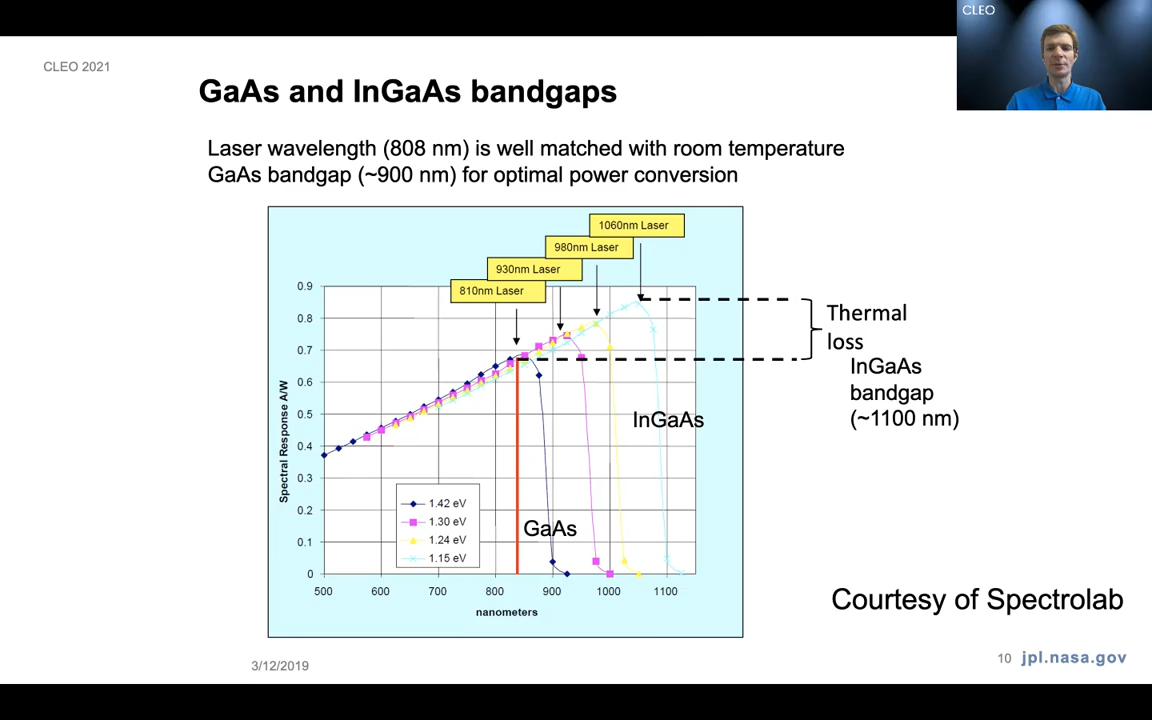 CLEO
CLEO 2021
GaAs and InGaAs bandgaps
Laser wavelength (808 nm) is well matched with room temperature
GaAs bandgap (~900 nm) for optimal power conversion
1060nm Laser
980nm Laser
930nm Laser
810nm Laser
0.9
0.8
0.7
0.6
0.5
0.4
0.3
0.2
0.1
0
Spectral Response A/W
500 600 700 800 900 1000 1100
nanometers
1.42 eV
1.30 eV
1.24 eV
1.15 eV
GaAs
InGaAs
Thermal
loss
InGaAs
bandgap
(~1100 nm)
Courtesy of Spectrolab
3/12/2019
10 jpl.nasa.gov